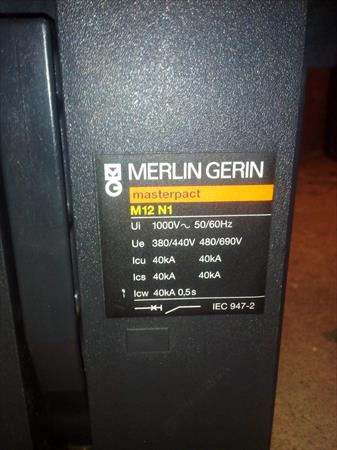 MG
MERLIN GERIN
masterpact
M12 N1
Ui 1000V~ 50/60Hz
Ue 380/440V 480/690V
Icu 40kA 40kA
Ics 40kA 40kA
Icw 40kA 0,5s
IEC 947-2